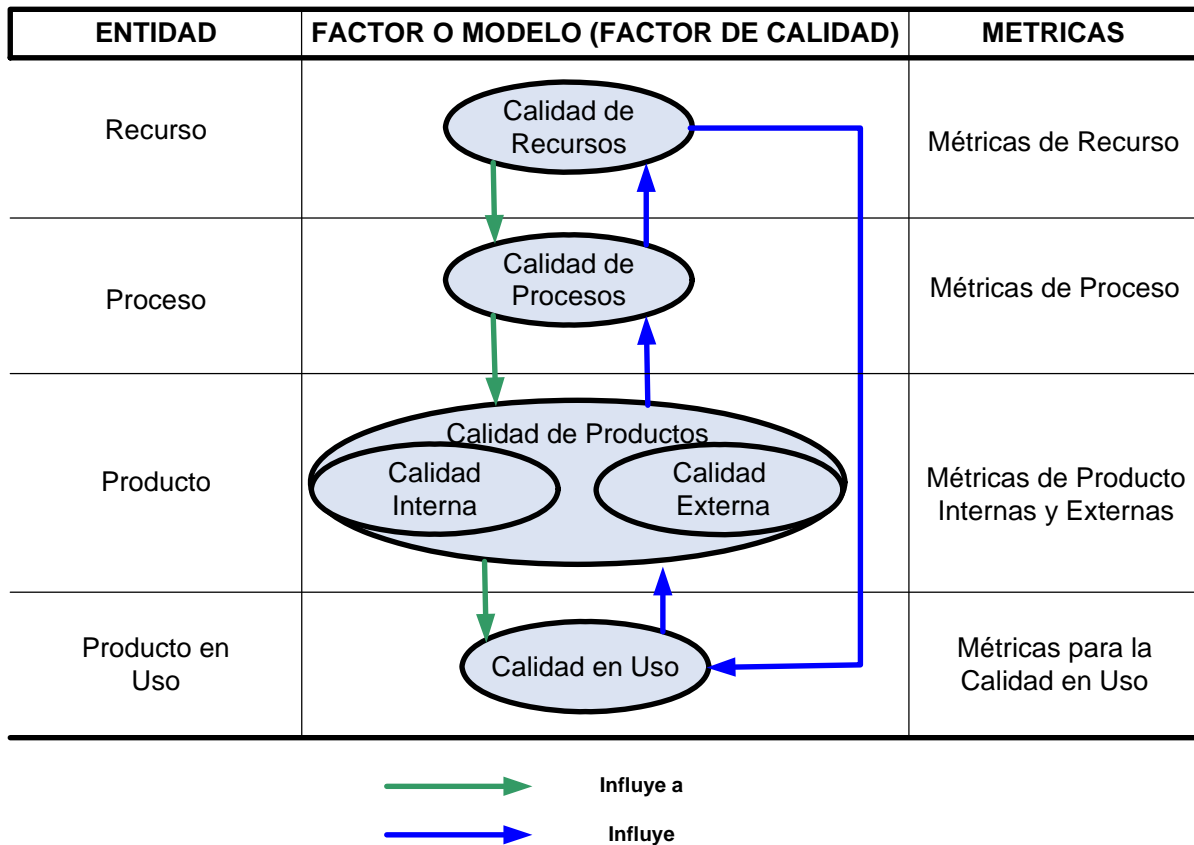 ENTIDAD
FACTOR O MODELO (FACTOR DE CALIDAD)
METRICAS
Recurso
Calidad de
Recursos
Métricas de Recurso
Proceso
Calidad de
Procesos
Métricas de Proceso
Producto
Calidad de Productos
Calidad
Interna
Calidad
Externa
Métricas de Producto
Internas y Externas
Producto en
Uso
Calidad en Uso
Métricas para la
Calidad en Uso
Influye a
Influye